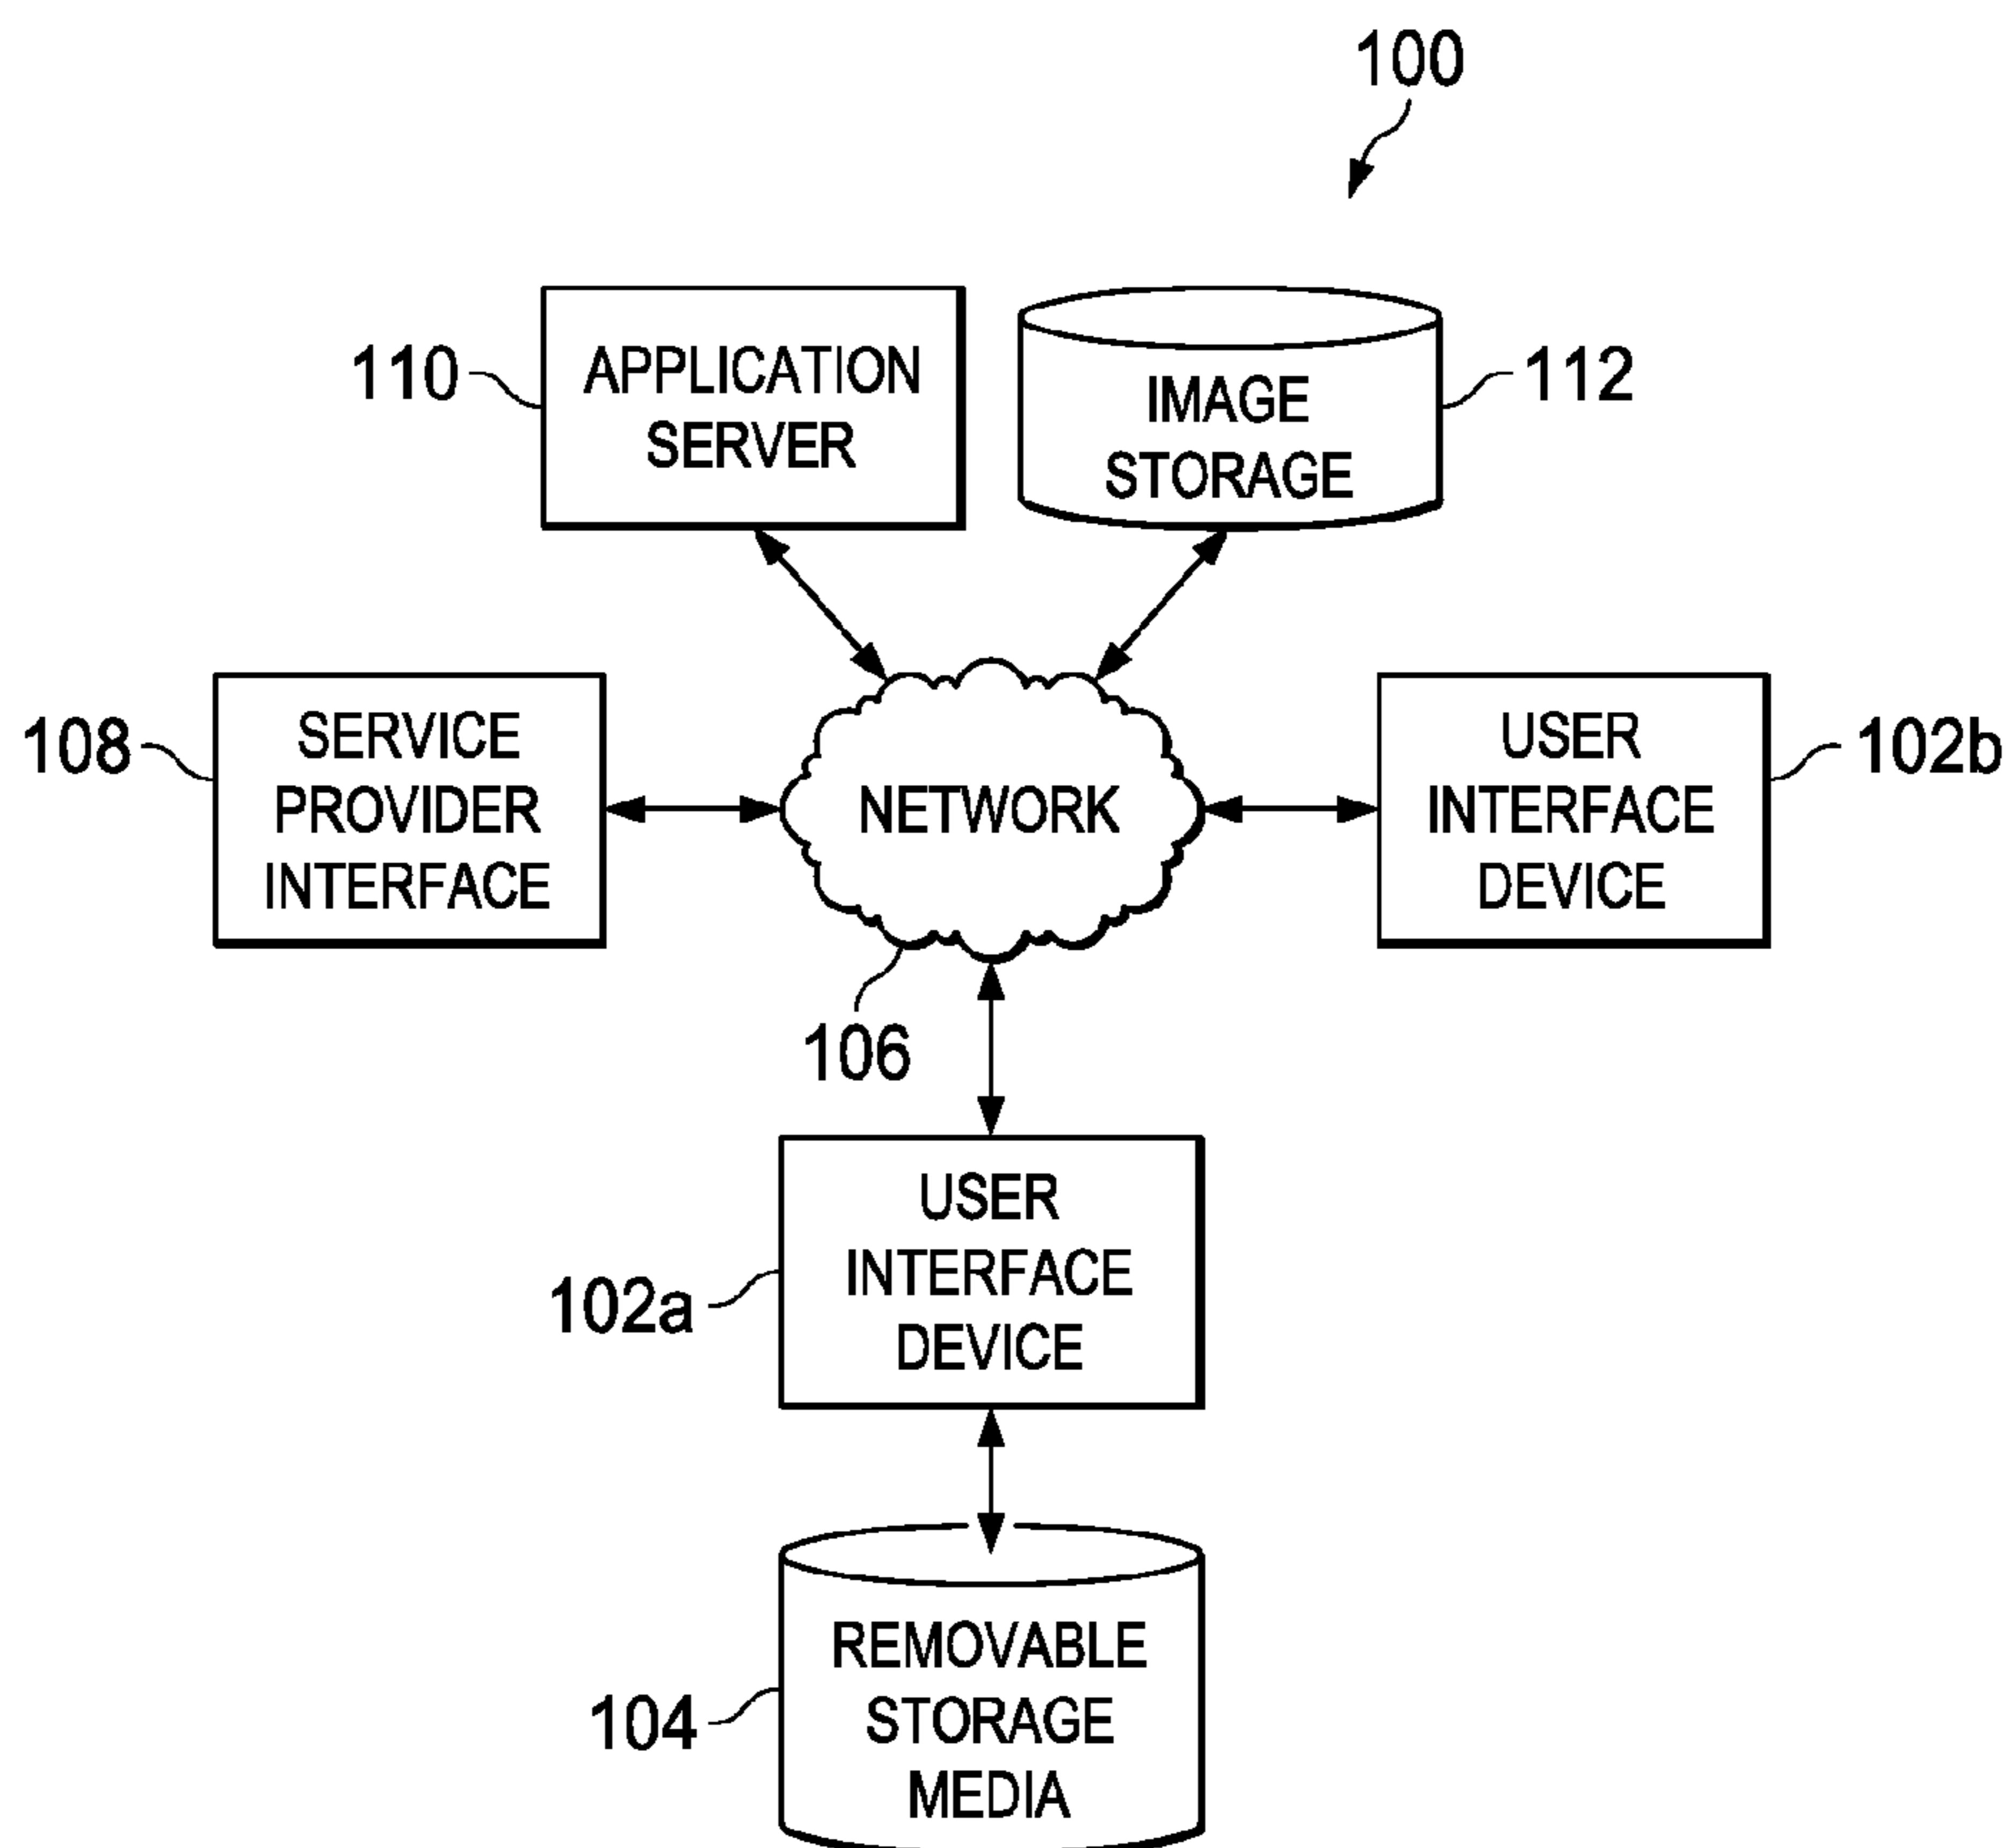 100
110
APPLICATION
SERVER
IMAGE
STORAGE
112
108
SERVICE
PROVIDER
INTERFACE
NETWORK
USER
INTERFACE
DEVICE
102b
106
102a
USER
INTERFACE
DEVICE
104
REMOVABLE
STORAGE
MEDIA